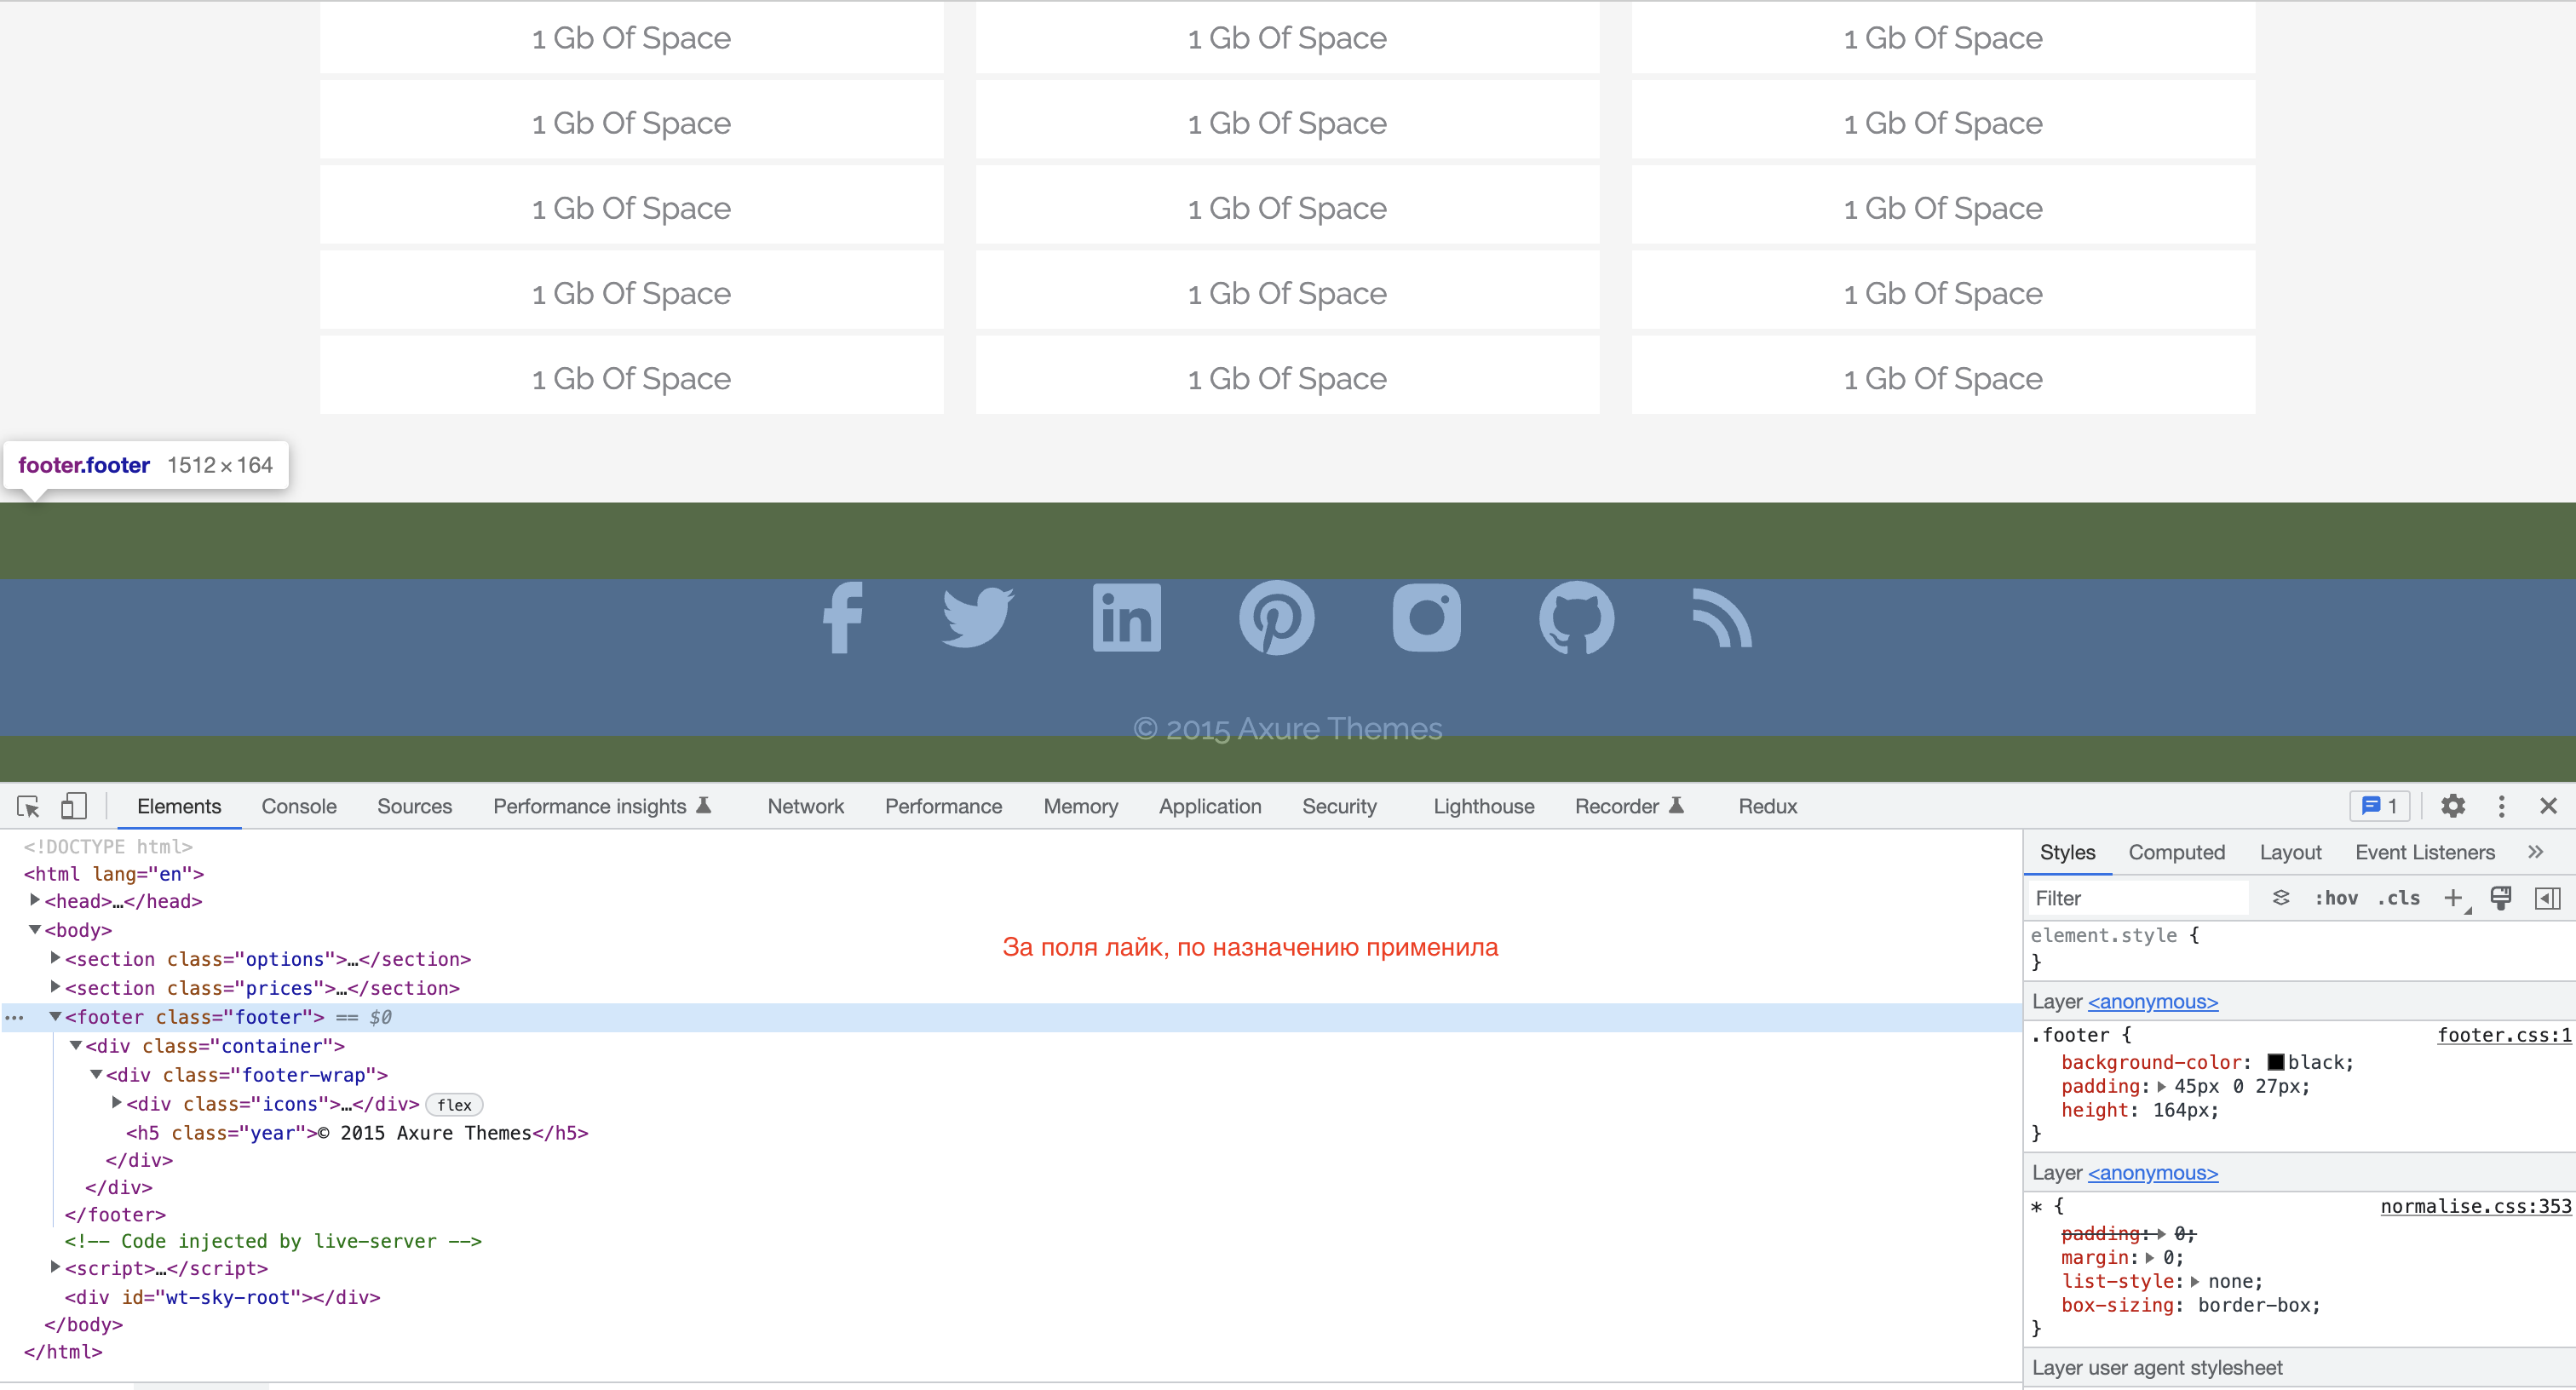 1 Gb Of Space 1 Gb Of Space 1 Gb Of Space
1 Gb Of Space 1 Gb Of Space 1 Gb Of Space
1 Gb Of Space 1 Gb Of Space 1 Gb Of Space
1 Gb Of Space 1 Gb Of Space 1 Gb Of Space
1 Gb Of Space 1 Gb Of Space 1 Gb Of Space
footer.footer 1512 × 164
in
© 2015 Axure Themes
Elements Console Sources Performance insights Network Performance Memory Application Security Lighthouse Recorder Redux 1
<!DOCTYPE html>
<html lang="en">
<head>…</head>
<body>
<section class="options">…</section>
<section class="prices">…</section>
<footer class="footer"> == $0
<div class="container">
<div class="footer-wrap">
<div class="icons">…</div> flex
<h5 class="year">© 2015 Axure Themes</h5>
</div>
</div>
</footer>
<!-- Code injected by live-server -->
<script>…</script>
<div id="wt-sky-root"></div>
</body>
</html>
За поля лайк, по назначению применила
Styles Computed Layout Event Listeners »
Filter :hov .cls +
element.style {
}
Layer <anonymous>
.footer { footer.css:1
background-color: black;
padding: 45px 0 27px;
height: 164px;
}
Layer <anonymous>
* { normalise.css:353
padding: 0;
margin: 0;
list-style: none;
box-sizing: border-box;
}
Layer user agent stylesheet